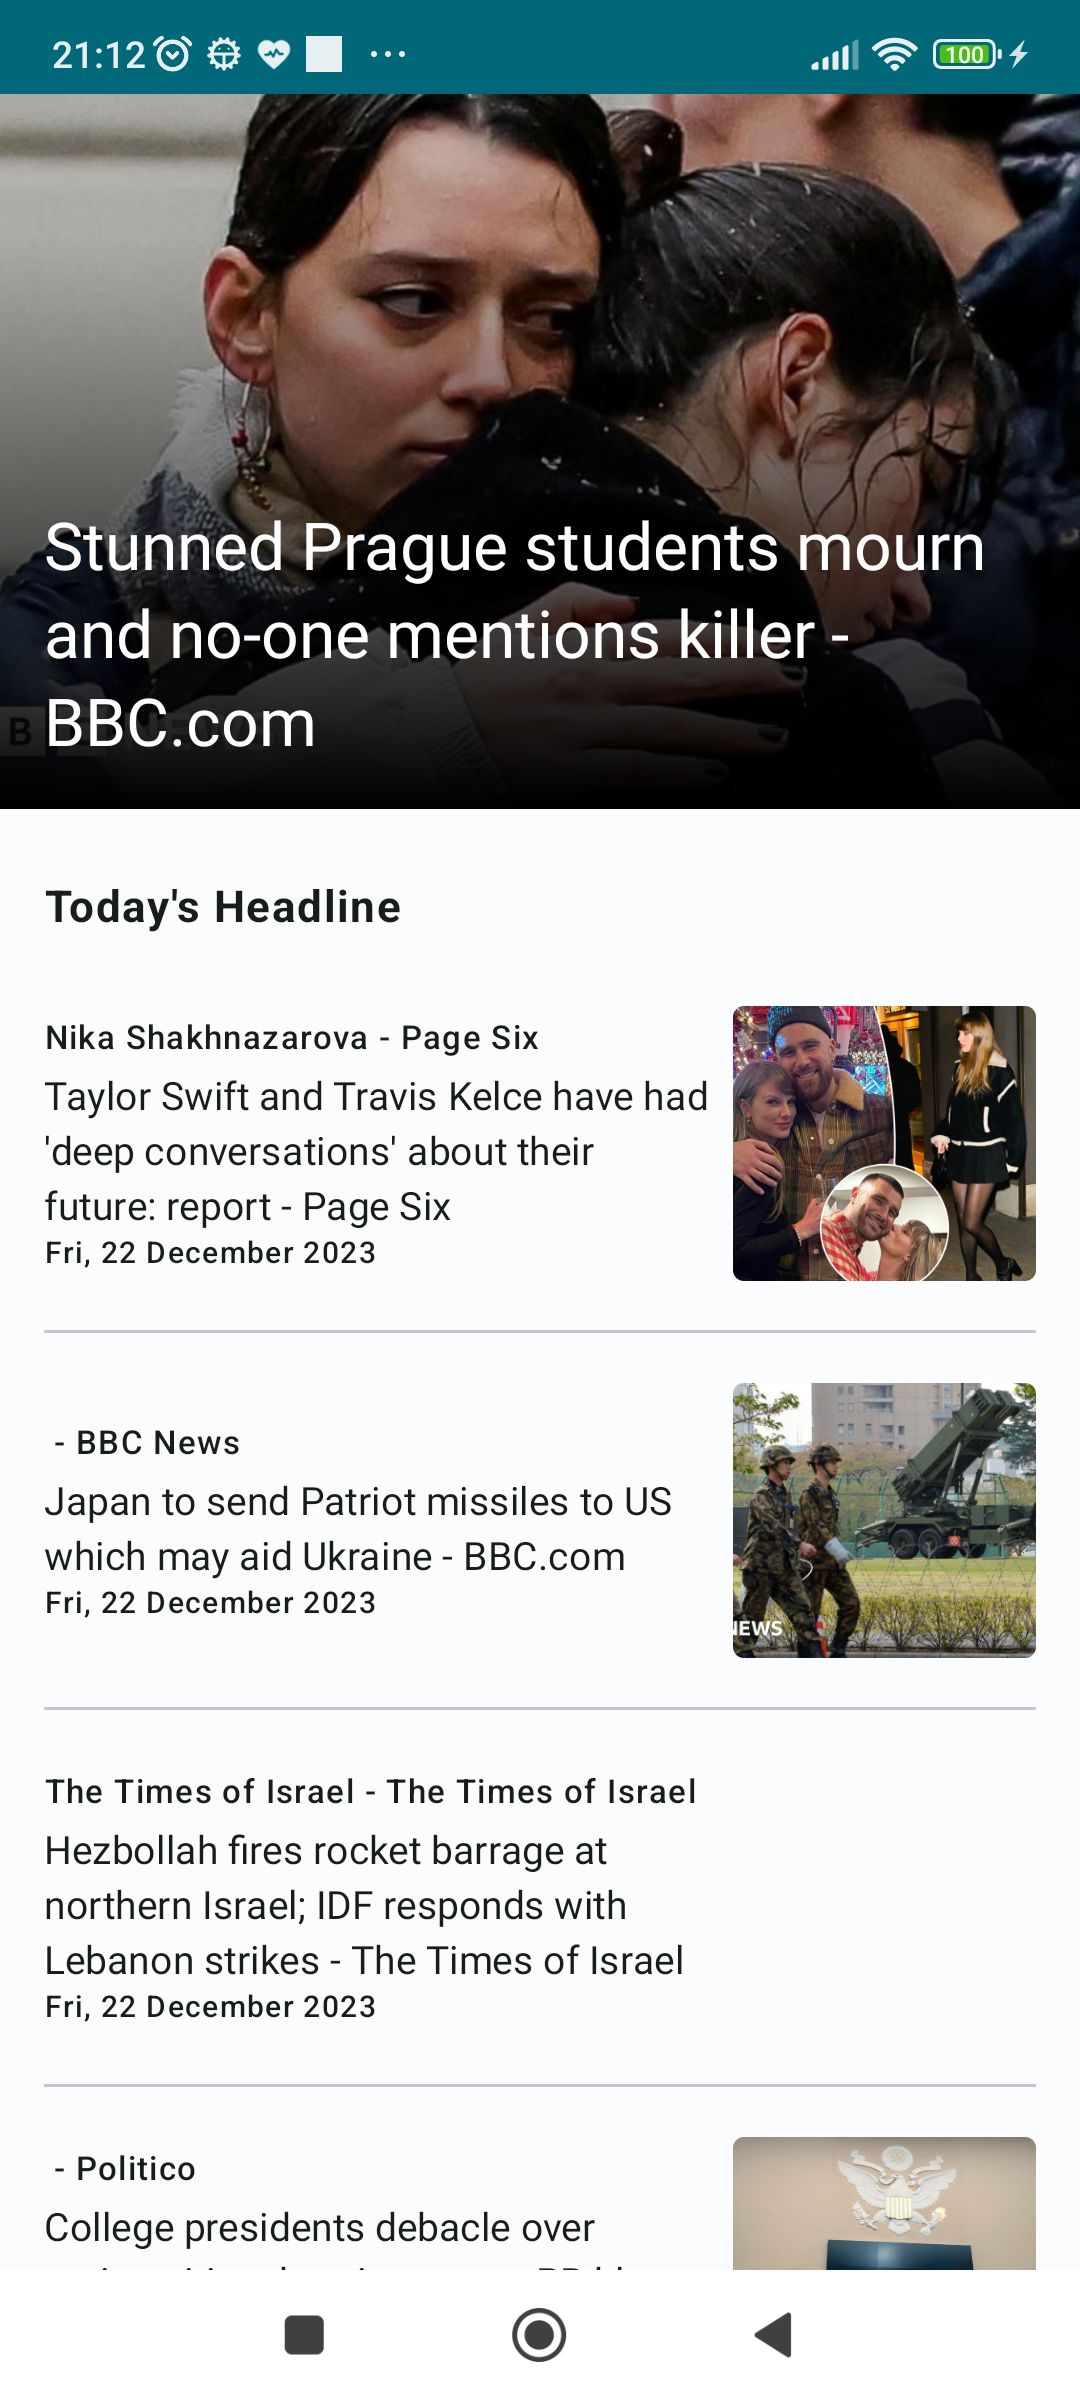 21:12
100
Stunned Prague students mourn
and no-one mentions killer -
BBC.com
B
Today's Headline
Nika Shakhnazarova - Page Six
Taylor Swift and Travis Kelce have had
'deep conversations' about their
future: report - Page Six
Fri, 22 December 2023
- BBC News
Japan to send Patriot missiles to US
which may aid Ukraine - BBC.com
Fri, 22 December 2023
NEWS
The Times of Israel - The Times of Israel
Hezbollah fires rocket barrage at
northern Israel; IDF responds with
Lebanon strikes - The Times of Israel
Fri, 22 December 2023
- Politico
College presidents debacle over